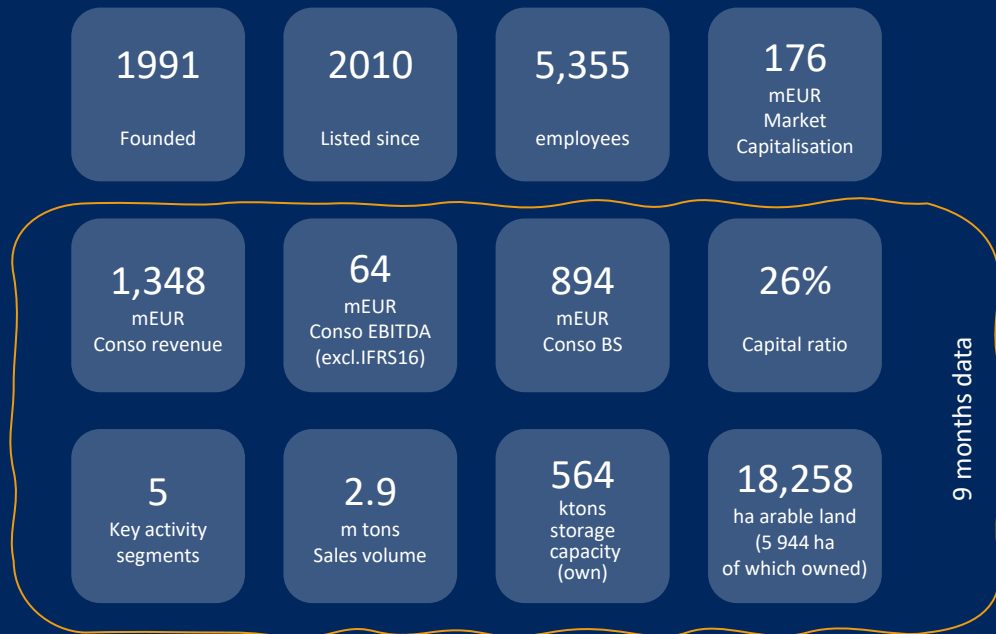 1991
Founded
2010
Listed since
5,355
employees
176
mEUR
Market
Capitalisation
1,348
mEUR
Conso revenue
64
mEUR
Conso EBITDA
(excl.IFRS16)
894
mEUR
Conso BS
26%
Capital ratio
5
Key activity
segments
2.9
m tons
Sales volume
564
ktons
storage
capacity
(own)
18,258
ha arable land
(5 944 ha
of which owned)
9 months data